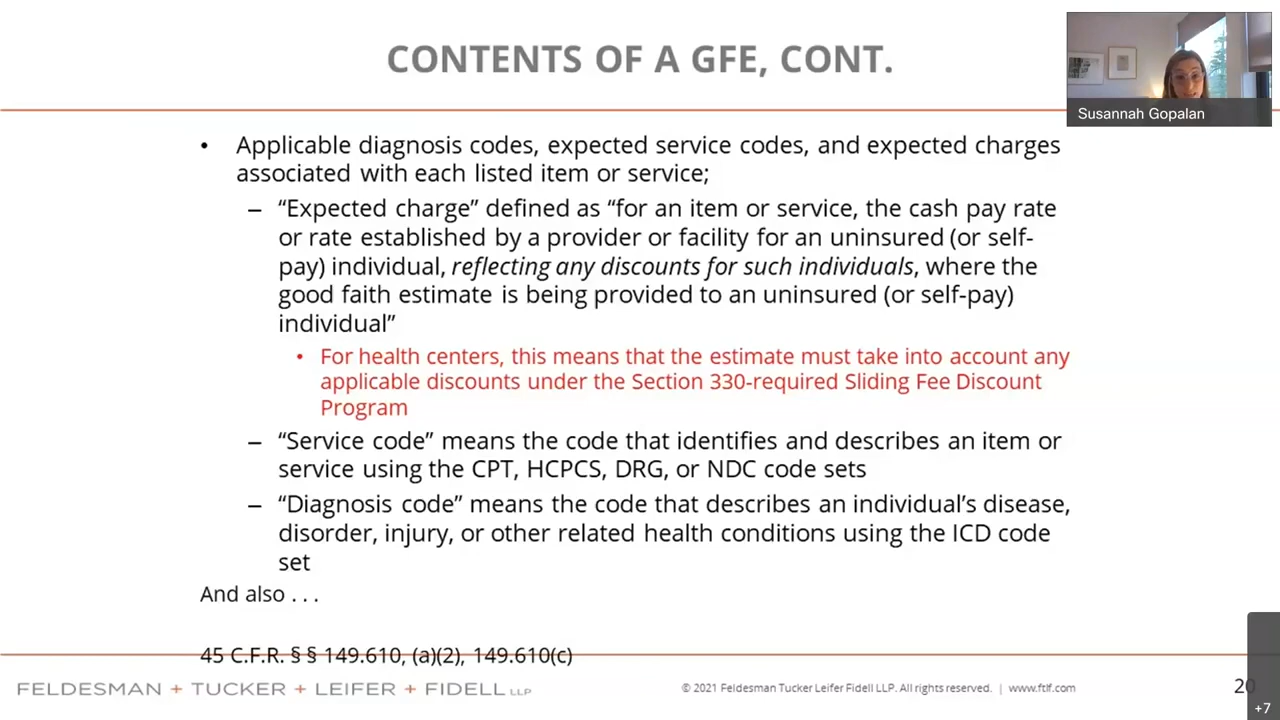 CONTENTS OF A GFE, CONT.
Susannah Gopalan
• Applicable diagnosis codes, expected service codes, and expected charges
associated with each listed item or service;
– “Expected charge” defined as “for an item or service, the cash pay rate
or rate established by a provider or facility for an uninsured (or self-
pay) individual, reflecting any discounts for such individuals, where the
good faith estimate is being provided to an uninsured (or self-pay)
individual”
• For health centers, this means that the estimate must take into account any
applicable discounts under the Section 330-required Sliding Fee Discount
Program
– “Service code” means the code that identifies and describes an item or
service using the CPT, HCPCS, DRG, or NDC code sets
– “Diagnosis code” means the code that describes an individual’s disease,
disorder, injury, or other related health conditions using the ICD code
set
And also . . .
45 C.F.R. § § 149.610, (a)(2), 149.610(c)
FELDESMAN + TUCKER + LEIFER + FIDELL LLP
© 2021 Feldesman Tucker Leifer Fidell LLP. All rights reserved. | www.ftlf.com
20
+7